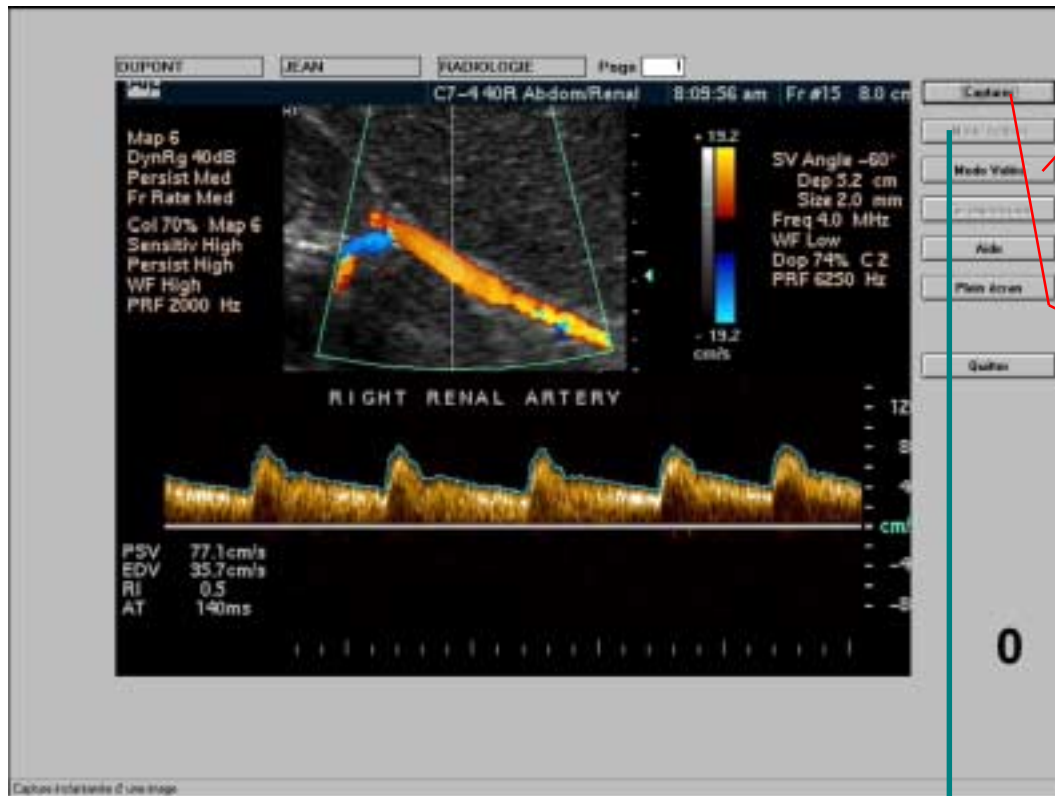 DUPONT JEAN RADIOLOGIE Page 1
C7-4 40R Abdom/Renal 8:09:56 am Fr #15 8.0 cm
Map 6
DynRg 40dB
Persist Med
Fr Rate Med
Col 70% Map 6
Sensitiv High
Persist High
WF High
PRF 2000 Hz
+ 19.2
- 19.2
cm/s
SV Angle -60°
Dep 5.2 cm
Size 2.0 mm
Freq 4.0 MHz
WF Low
Dop 74% C 2
PRF 6250 Hz
RIGHT RENAL ARTERY
12
8
4
cm/
-4
-8
PSV 77.1cm/s
EDV 35.7cm/s
RI 0.5
AT 140ms
Capture
Mode Vidéo
Aide
Plein écran
Quitter
0
Capture instantanée d'une image